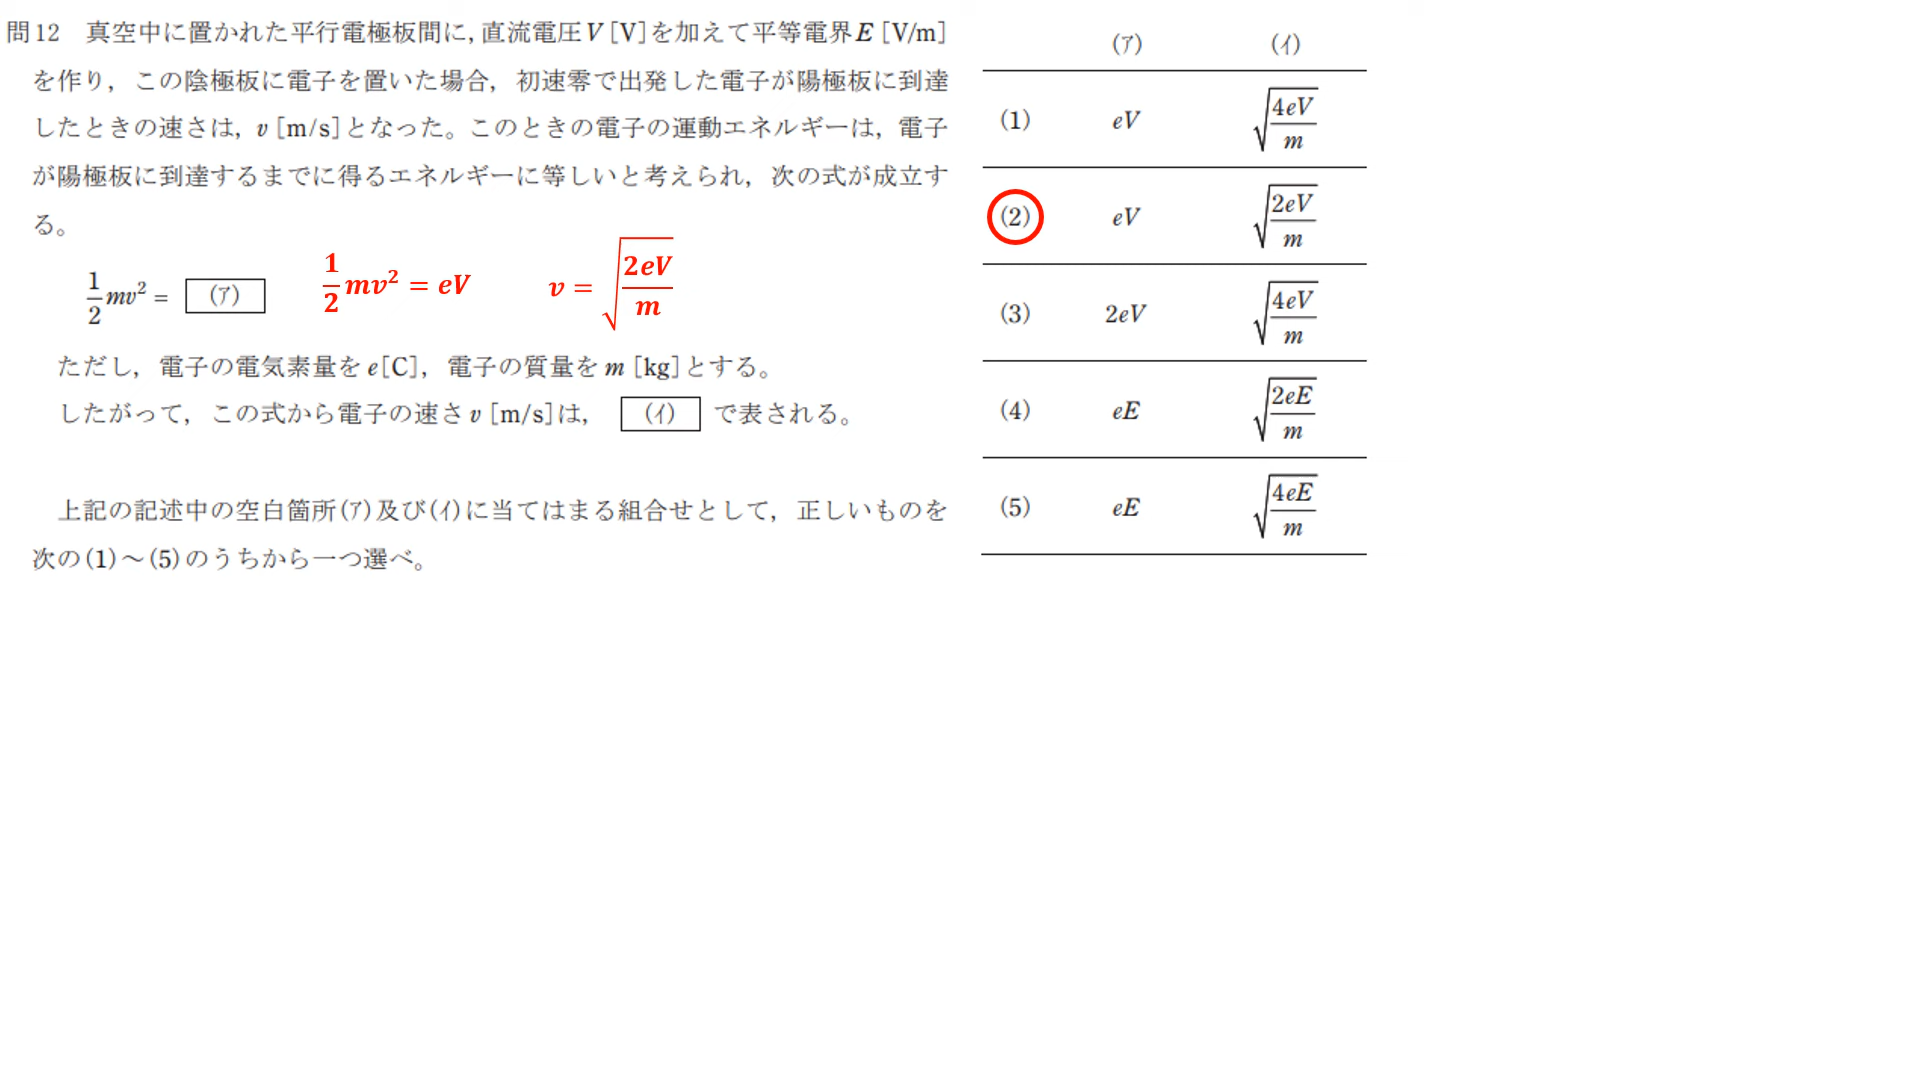 問12 真空中に置かれた平行電極板間に，直流電圧V [V]を加えて平等電界E [V/m]
を作り，この陰極板に電子を置いた場合，初速零で出発した電子が陽極板に到達
したときの速さは，v [m/s]となった。このときの電子の運動エネルギーは，電子
が陽極板に到達するまでに得るエネルギーに等しいと考えられ，次の式が成立す
る。
1/2 mv² = (ア)
1/2 mv² = eV
v = √(2eV/m)
ただし，電子の電気素量をe[C]，電子の質量をm [kg]とする。
したがって，この式から電子の速さv [m/s]は， (イ) で表される。
上記の記述中の空白箇所(ア)及び(イ)に当てはまる組合せとして，正しいものを
次の(1)～(5)のうちから一つ選べ。
(ア) (イ)
(1) eV √(4eV/m)
(2) eV √(2eV/m)
(3) 2eV √(4eV/m)
(4) eE √(2eE/m)
(5) eE √(4eE/m)